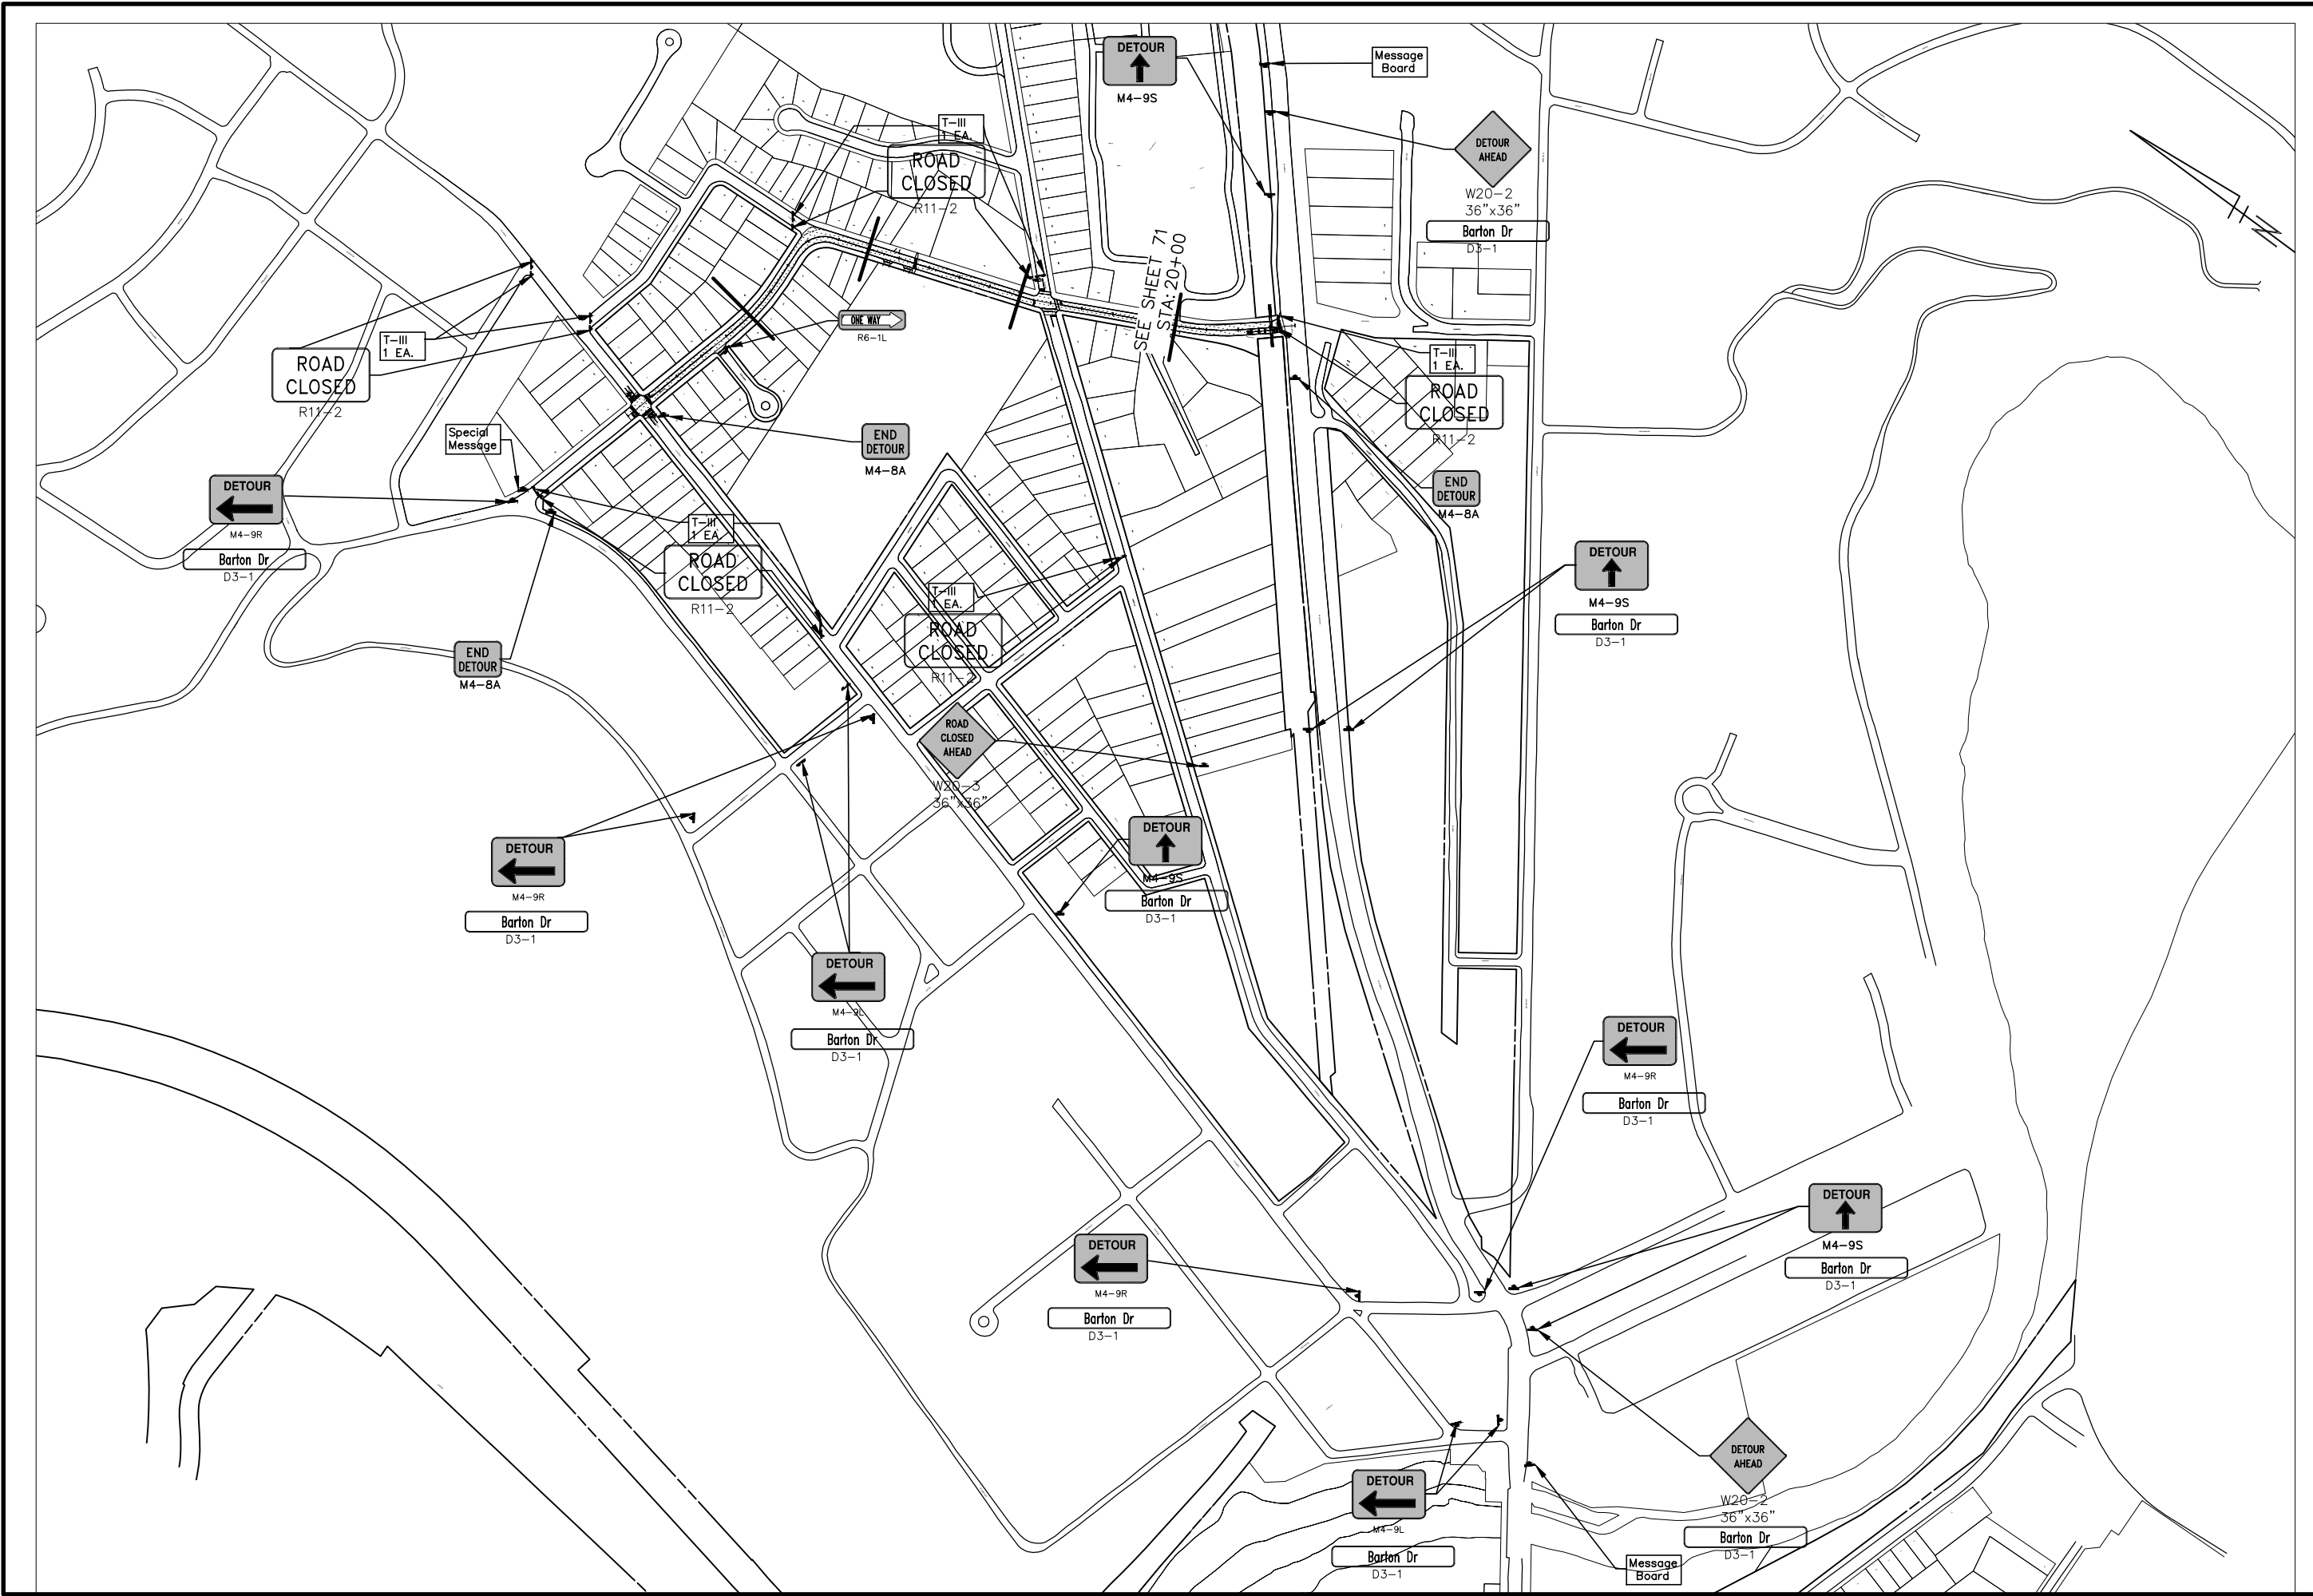 DETOUR
M4-9S
Message
Board
T-III
1 EA.
ROAD
CLOSED
R11-2
DETOUR
AHEAD
W20-2
36"x36"
Barton Dr
D3-1
N
SEE SHEET 71
STA: 20+00
ONE WAY
R6-1L
T-III
1 EA.
ROAD
CLOSED
R11-2
T-III
1 EA.
ROAD
CLOSED
R11-2
Special
Message
END
DETOUR
M4-8A
END
DETOUR
M4-8A
DETOUR
M4-9R
Barton Dr
D3-1
T-III
1 EA.
ROAD
CLOSED
R11-2
T-III
1 EA.
ROAD
CLOSED
R11-2
DETOUR
M4-9S
Barton Dr
D3-1
END
DETOUR
M4-8A
ROAD
CLOSED
AHEAD
W20-3
36"x36"
DETOUR
M4-9R
Barton Dr
D3-1
DETOUR
M4-9S
Barton Dr
D3-1
DETOUR
M4-9L
Barton Dr
D3-1
DETOUR
M4-9R
Barton Dr
D3-1
DETOUR
M4-9S
Barton Dr
D3-1
DETOUR
M4-9R
Barton Dr
D3-1
DETOUR
AHEAD
W20-2
36"x36"
Barton Dr
D3-1
DETOUR
M4-9L
Barton Dr
D3-1
Message
Board